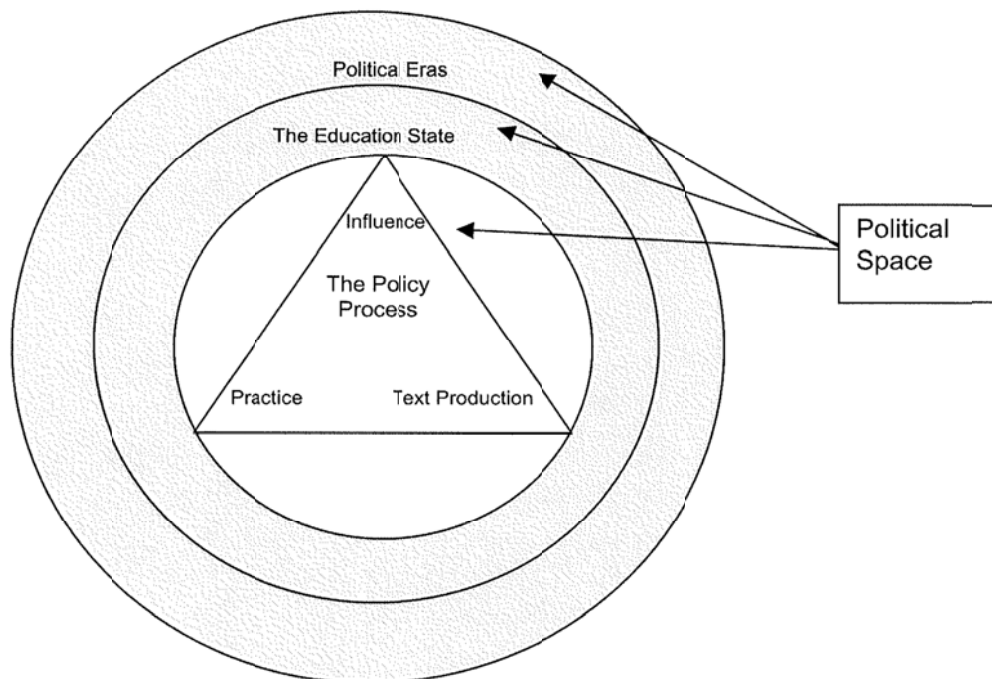 Politica Eras
The Education State
Influence
The Policy
Process
Practice
Text Production
Political
Space